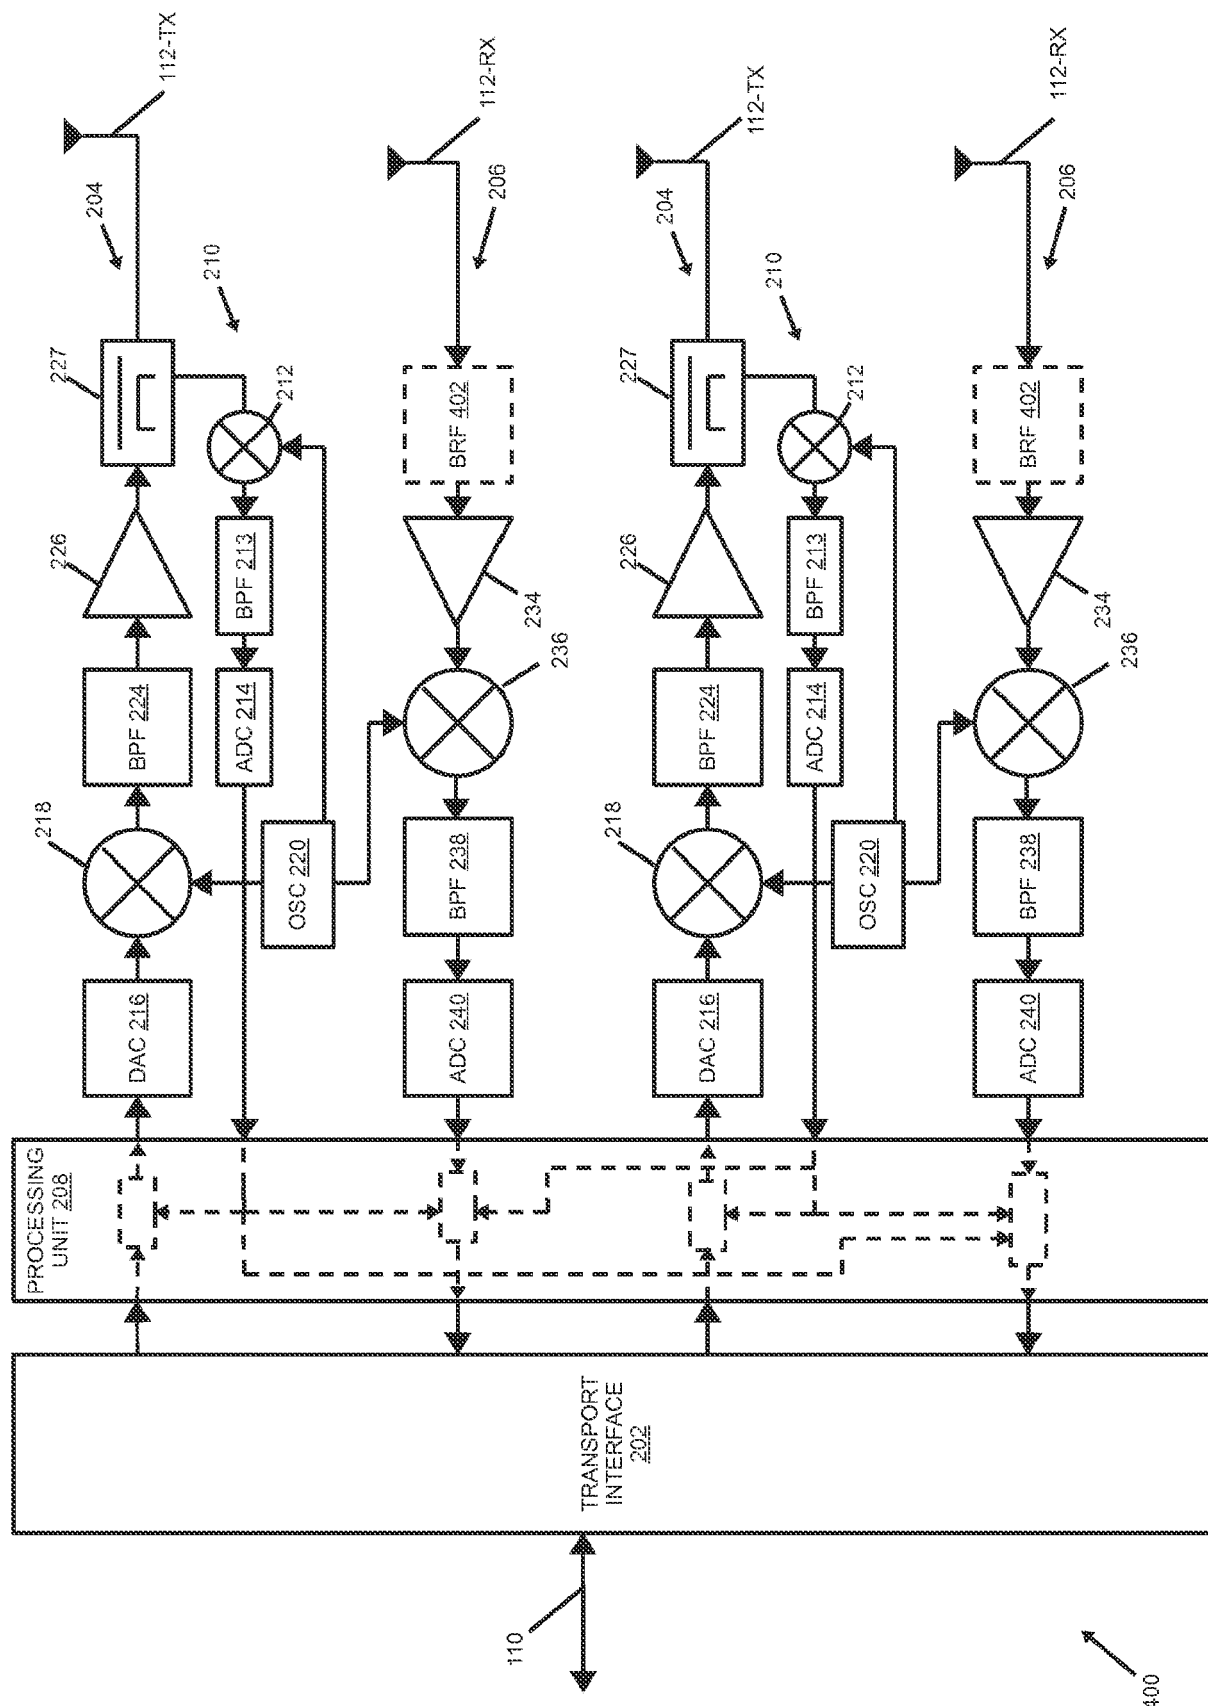 110
400
TRANSPORT
INTERFACE
202
PROCESSING
UNIT 208
DAC 216
218
BPF 224
226
227
204
112-TX
OSC 220
ADC 214
BPF 213
212
210
ADC 240
BPF 238
236
234
BRF 402
206
112-RX
DAC 216
218
BPF 224
226
227
204
112-TX
OSC 220
ADC 214
BPF 213
212
210
ADC 240
BPF 238
236
234
BRF 402
206
112-RX